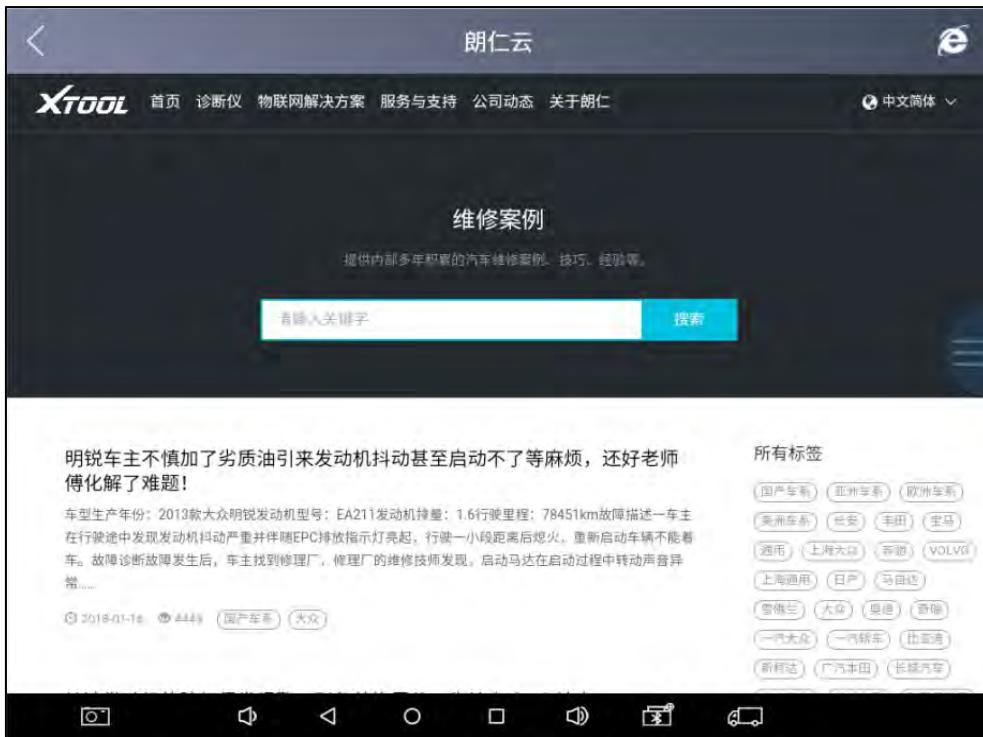 朗仁云
XTOOL 首页 诊断仪 物联网解决方案 服务与支持 公司动态 关于朗仁 中文简体
维修案例
提供内部多年积累的汽车维修案例、技巧、经验等。
请输入关键字 搜索
明锐车主不慎加了劣质油引来发动机抖动甚至启动不了等麻烦，还好老师
傅化解了难题！
车型生产年份：2013款大众明锐发动机型号：EA211发动机排量：1.6行驶里程：78451km故障描述一车主
在行驶途中发现发动机抖动严重并伴随EPC排放指示灯亮起，行驶一小段距离后熄火，重新启动车辆不能着
车。故障诊断故障发生后，车主找到修理厂，修理厂的维修技师发现，启动马达在启动过程中转动声音异
常……
2018-01-16 4449 国产车系 大众
所有标签
国产车系 亚洲车系 欧洲车系
美洲车系 长安 丰田 宝马
通用 上海大众 奔驰 VOLVO
上海通用 日产 马自达
雪佛兰 大众 奥迪 奇瑞
一汽大众 一汽轿车 比亚迪
斯柯达 广汽本田 长城汽车